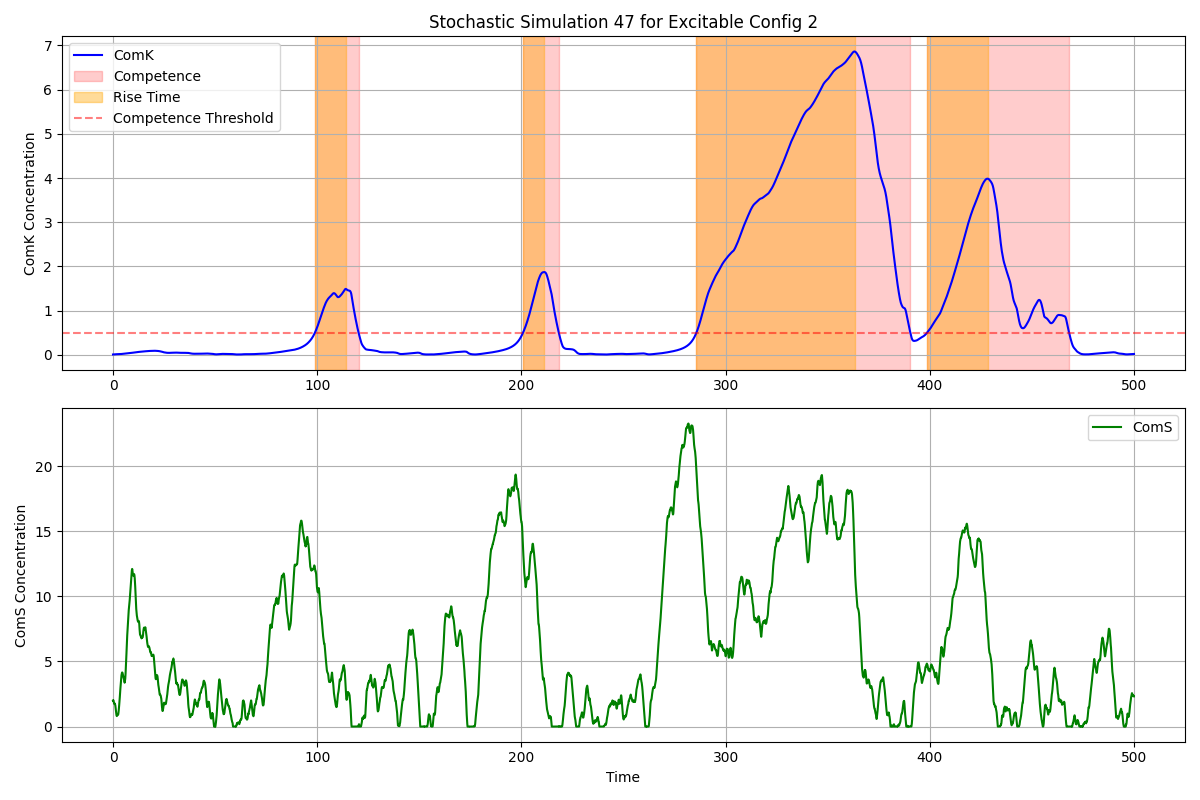 Stochastic Simulation 47 for Excitable Config 2
ComK Concentration
7
6
5
4
3
2
1
0
ComK
Competence
Rise Time
Competence Threshold
0 100 200 300 400 500
ComS Concentration
20
15
10
5
0
ComS
0 100 200 300 400 500
Time